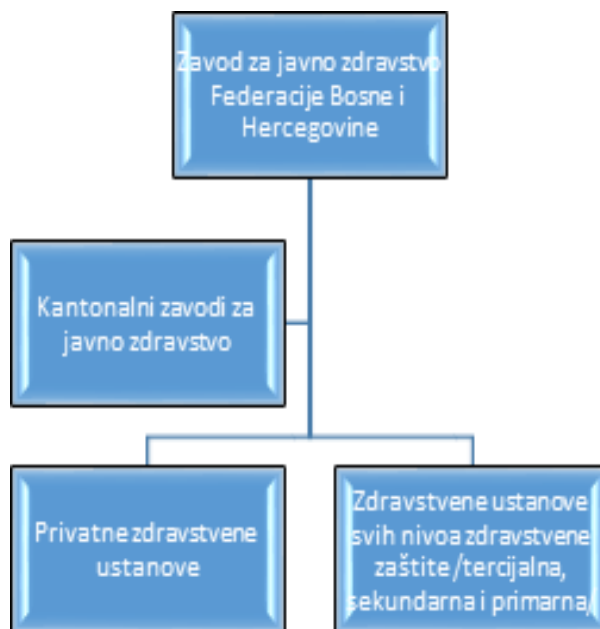 Zavod za javno zdravstvo
Federacije Bosne i
Hercegovine
Kantonalni zavodi za
javno zdravstvo
Privatne zdravstvene
ustanove
Zdravstvene ustanove
svih nivoa zdravstvene
zaštite /tercijalna,
sekundarna i primarna/